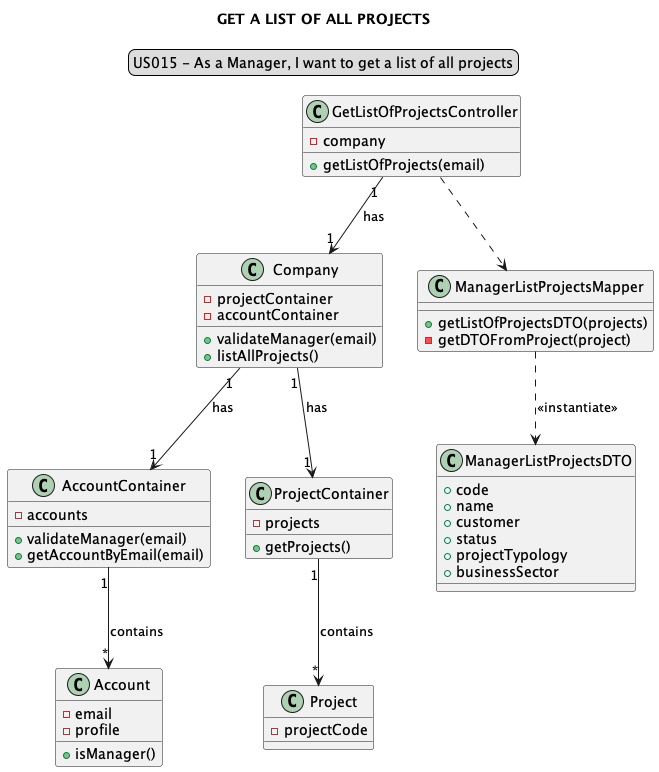 GET A LIST OF ALL PROJECTS
US015 - As a Manager, I want to get a list of all projects
C GetListOfProjectsController
company
getListOfProjects(email)
1
has
1
C Company
projectContainer
accountContainer
validateManager(email)
listAllProjects()
C ManagerListProjectsMapper
getListOfProjectsDTO(projects)
getDTOFromProject(project)
1
has
1
1
has
1
«instantiate»
C AccountContainer
accounts
validateManager(email)
getAccountByEmail(email)
C ProjectContainer
projects
getProjects()
C ManagerListProjectsDTO
code
name
customer
status
projectTypology
businessSector
1
contains
*
1
contains
*
C Account
email
profile
isManager()
C Project
projectCode